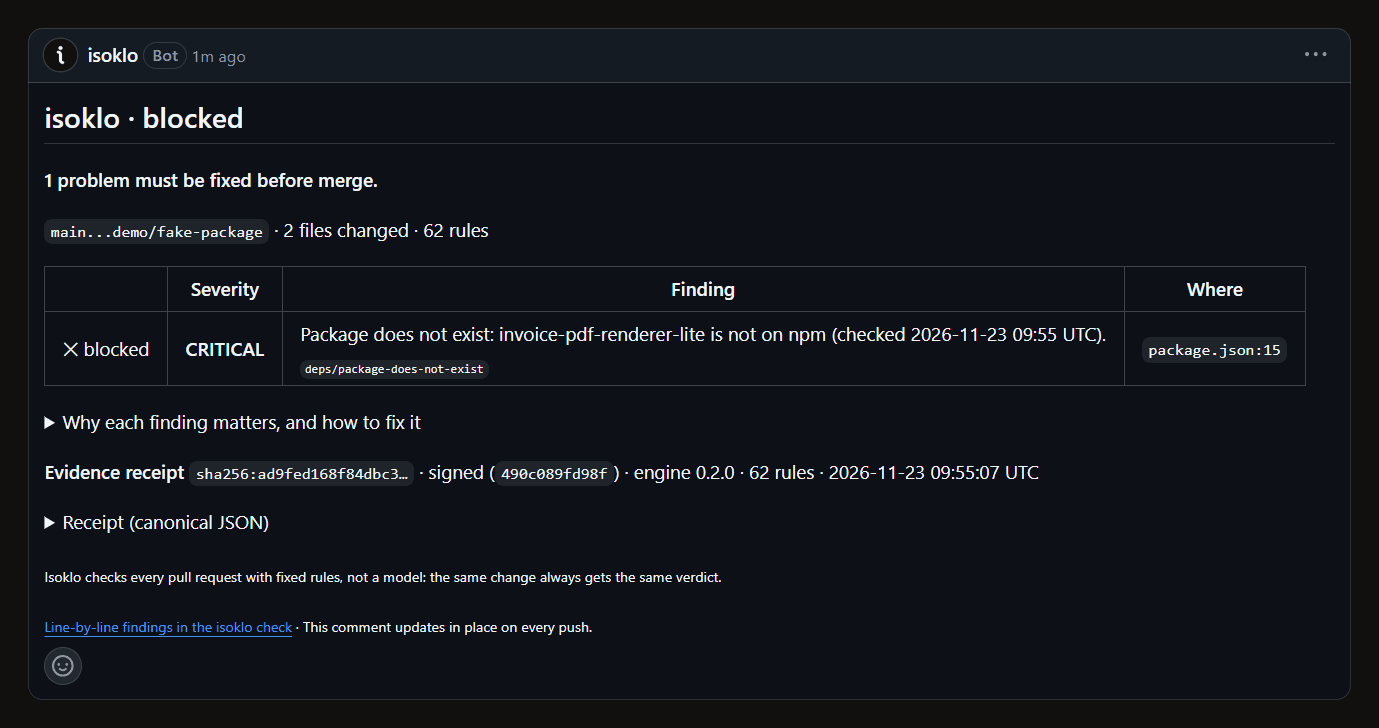 i isoklo Bot 1m ago ...
isoklo · blocked
1 problem must be fixed before merge.
main...demo/fake-package · 2 files changed · 62 rules
Severity Finding Where
✕ blocked CRITICAL Package does not exist: invoice-pdf-renderer-lite is not on npm (checked 2026-11-23 09:55 UTC). package.json:15
deps/package-does-not-exist
▶ Why each finding matters, and how to fix it
Evidence receipt sha256:ad9fed168f84dbc3… · signed (490c089fd98f) · engine 0.2.0 · 62 rules · 2026-11-23 09:55:07 UTC
▶ Receipt (canonical JSON)
Isoklo checks every pull request with fixed rules, not a model: the same change always gets the same verdict.
Line-by-line findings in the isoklo check · This comment updates in place on every push.